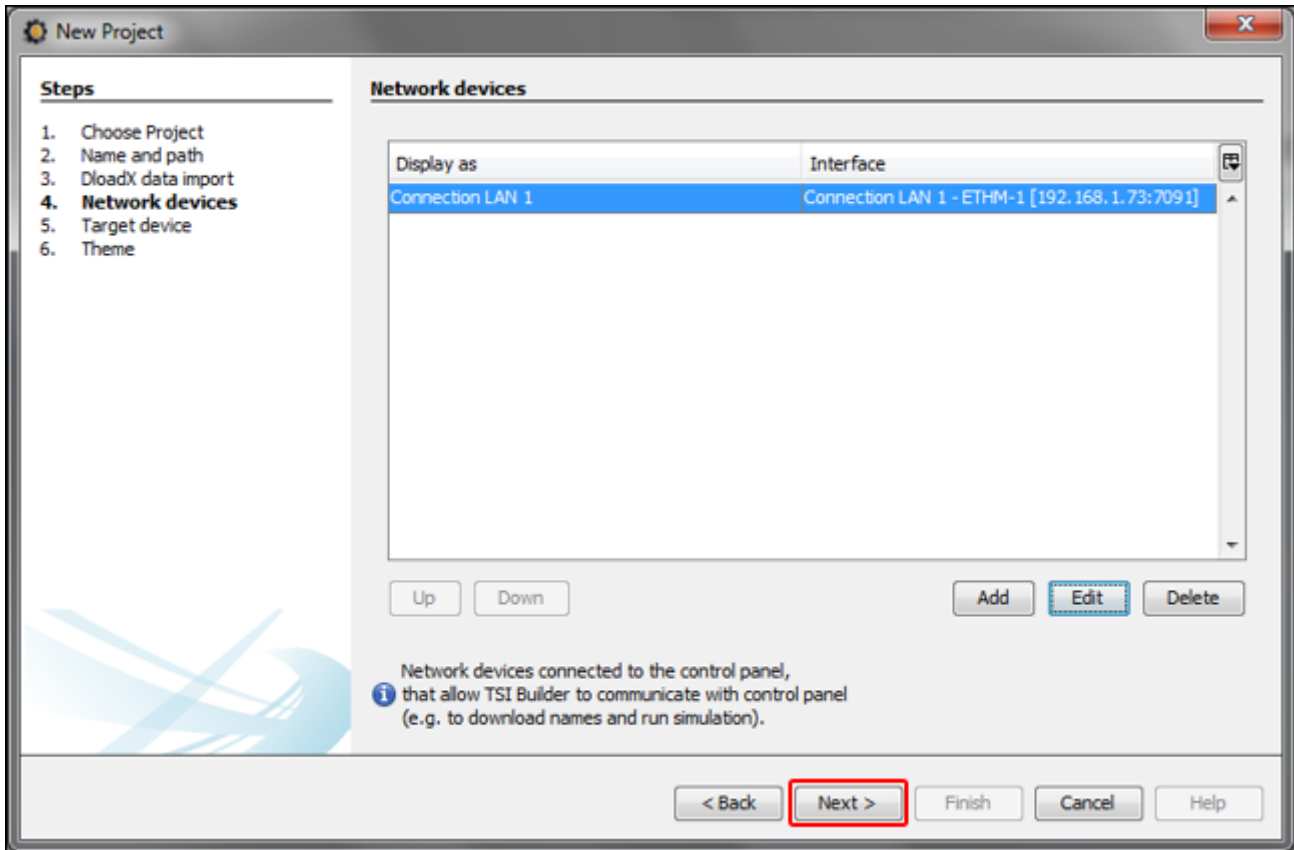 New Project
Steps
1. Choose Project
2. Name and path
3. DloadX data import
4. Network devices
5. Target device
6. Theme
Network devices
Display as Interface
Connection LAN 1 Connection LAN 1 - ETHM-1 [192.168.1.73:7091]
Up Down Add Edit Delete
Network devices connected to the control panel,
that allow TSI Builder to communicate with control panel
(e.g. to download names and run simulation).
< Back Next > Finish Cancel Help